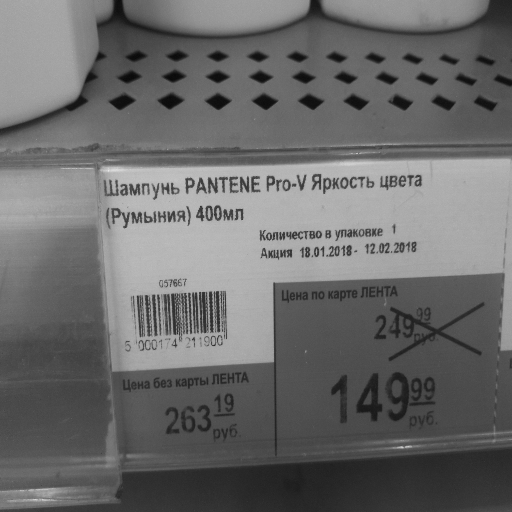 Шампунь PANTENE Pro-V Яркость цвета
(Румыния) 400мл
Количество в упаковке 1
Акция 18.01.2018 - 12.02.2018
057667
5 000174 211900
Цена по карте ЛЕНТА
249 99
руб.
149 99
руб.
Цена без карты ЛЕНТА
263 19
руб.